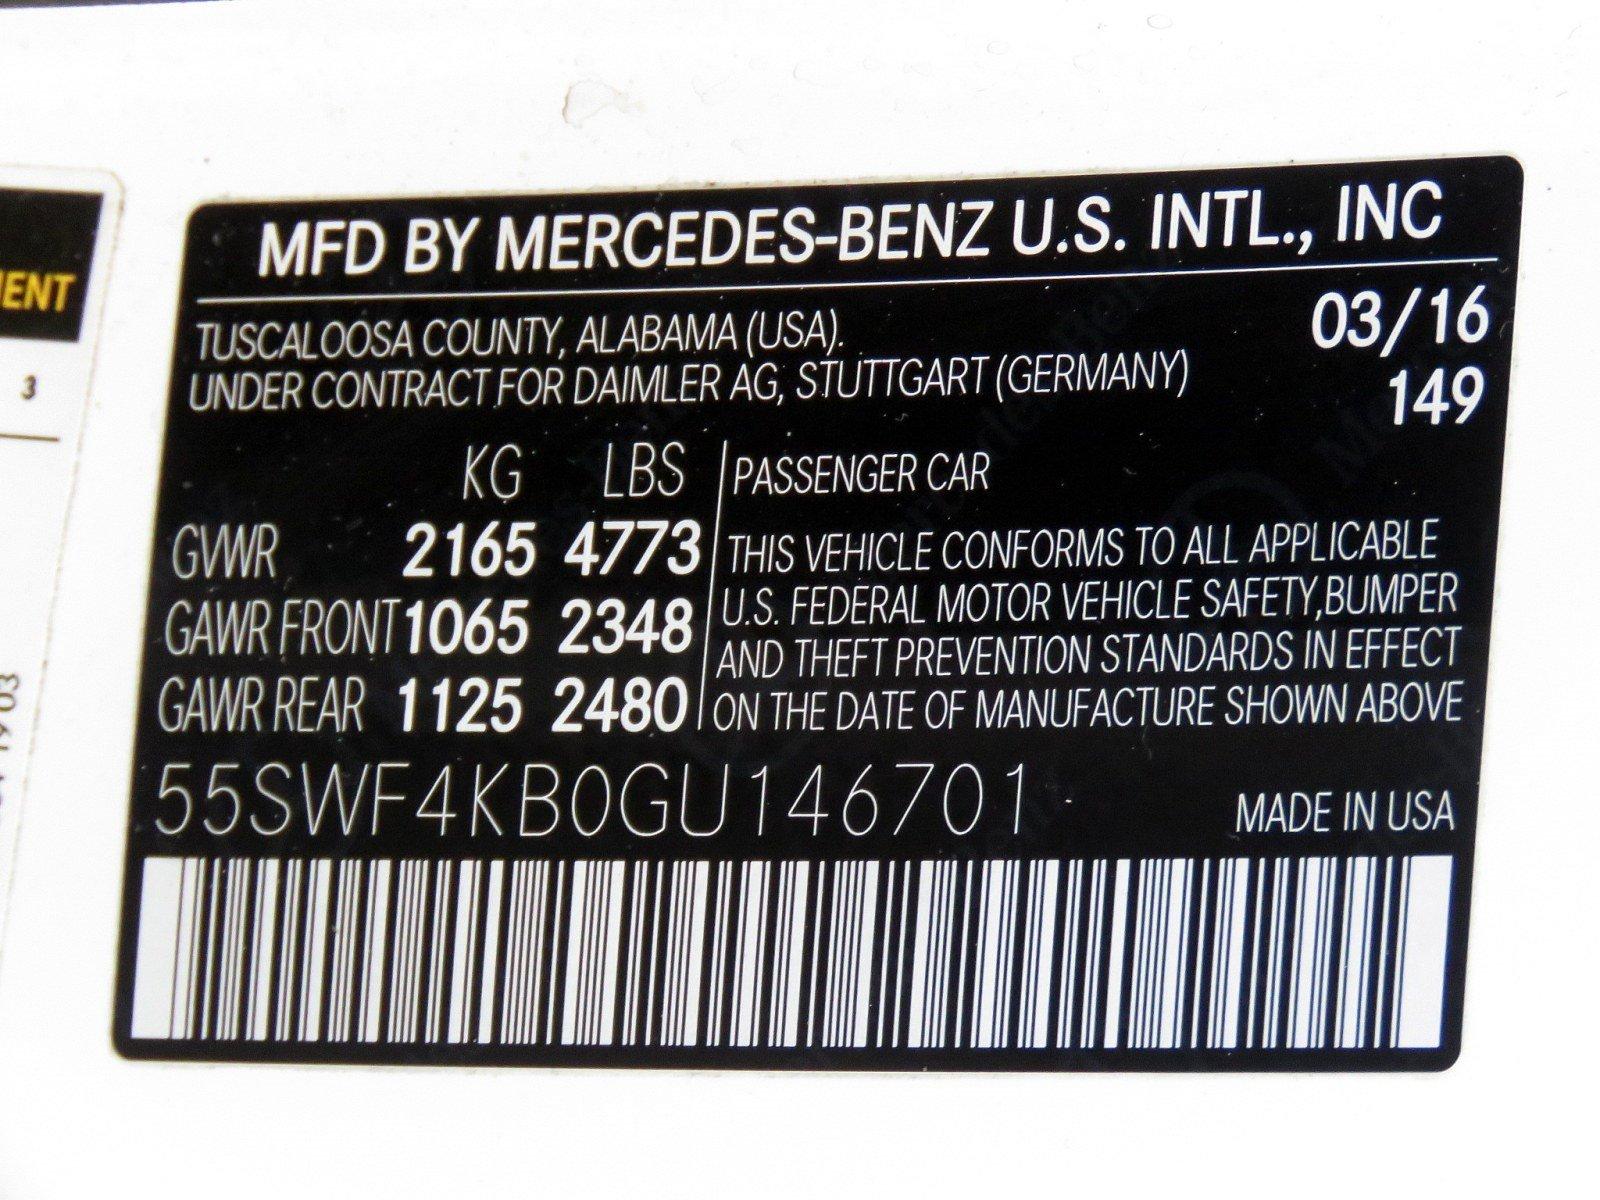 MENT
3
MFD BY MERCEDES-BENZ U.S. INTL., INC
TUSCALOOSA COUNTY, ALABAMA (USA). 03/16
UNDER CONTRACT FOR DAIMLER AG, STUTTGART (GERMANY) 149
KG LBS
GVWR 2165 4773
GAWR FRONT 1065 2348
GAWR REAR 1125 2480
PASSENGER CAR
THIS VEHICLE CONFORMS TO ALL APPLICABLE
U.S. FEDERAL MOTOR VEHICLE SAFETY,BUMPER
AND THEFT PREVENTION STANDARDS IN EFFECT
ON THE DATE OF MANUFACTURE SHOWN ABOVE
55SWF4KB0GU146701
MADE IN USA